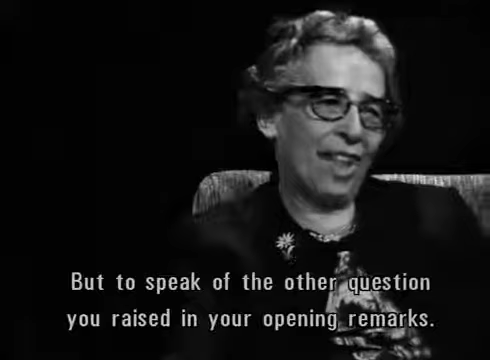 But to speak of the other question
you raised in your opening remarks.